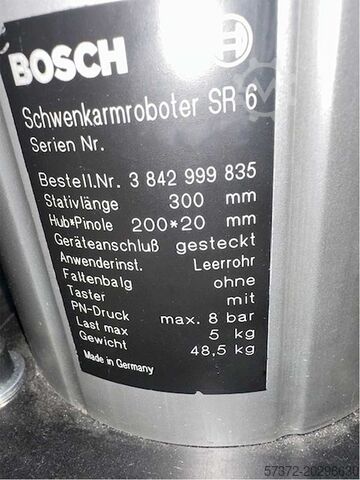 BOSCH
Schwenkarmroboter SR 6
Serien Nr.
Bestell.Nr. 3 842 999 835
Stativlänge 300 mm
Hub*Pinole 200*20 mm
Geräteanschluß gesteckt
Anwenderinst. Leerrohr
Faltenbalg ohne
Taster mit
PN-Druck max. 8 bar
Last max 5 kg
Gewicht 48,5 kg
Made in Germany
57372-20296630